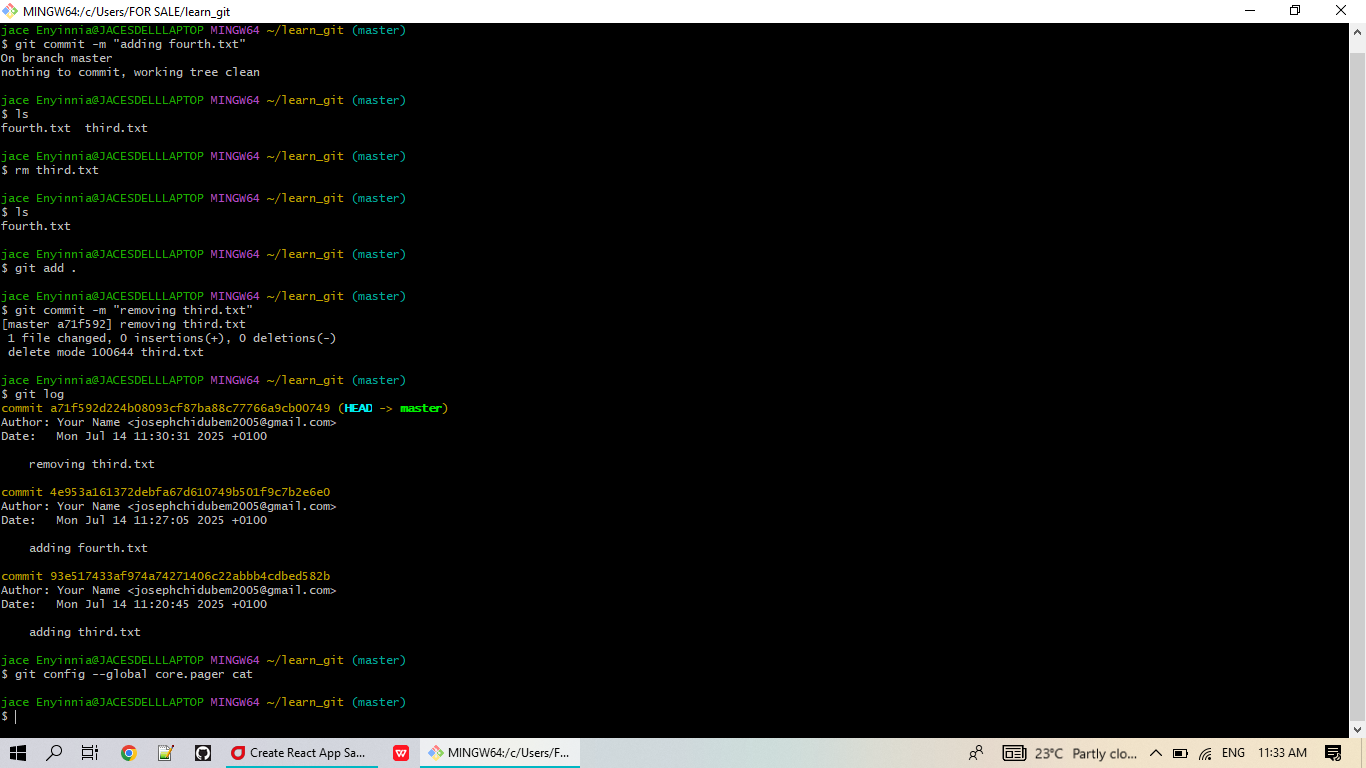 MINGW64:/c/Users/FOR SALE/learn_git
jace Enyinnia@JACESDELLLAPTOP MINGW64 ~/learn_git (master)
$ git commit -m "adding fourth.txt"
On branch master
nothing to commit, working tree clean
jace Enyinnia@JACESDELLLAPTOP MINGW64 ~/learn_git (master)
$ ls
fourth.txt  third.txt
jace Enyinnia@JACESDELLLAPTOP MINGW64 ~/learn_git (master)
$ rm third.txt
jace Enyinnia@JACESDELLLAPTOP MINGW64 ~/learn_git (master)
$ ls
fourth.txt
jace Enyinnia@JACESDELLLAPTOP MINGW64 ~/learn_git (master)
$ git add .
jace Enyinnia@JACESDELLLAPTOP MINGW64 ~/learn_git (master)
$ git commit -m "removing third.txt"
[master a71f592] removing third.txt
 1 file changed, 0 insertions(+), 0 deletions(-)
 delete mode 100644 third.txt
jace Enyinnia@JACESDELLLAPTOP MINGW64 ~/learn_git (master)
$ git log
commit a71f592d224b08093cf87ba88c77766a9cb00749 (HEAD -> master)
Author: Your Name <josephchidubem2005@gmail.com>
Date:   Mon Jul 14 11:30:31 2025 +0100
    removing third.txt
commit 4e953a161372debfa67d610749b501f9c7b2e6e0
Author: Your Name <josephchidubem2005@gmail.com>
Date:   Mon Jul 14 11:27:05 2025 +0100
    adding fourth.txt
commit 93e517433af974a74271406c22abbb4cdbed582b
Author: Your Name <josephchidubem2005@gmail.com>
Date:   Mon Jul 14 11:20:45 2025 +0100
    adding third.txt
jace Enyinnia@JACESDELLLAPTOP MINGW64 ~/learn_git (master)
$ git config --global core.pager cat
jace Enyinnia@JACESDELLLAPTOP MINGW64 ~/learn_git (master)
$
Create React App Sa... MINGW64:/c/Users/F... 23°C Partly clo... ENG 11:33 AM